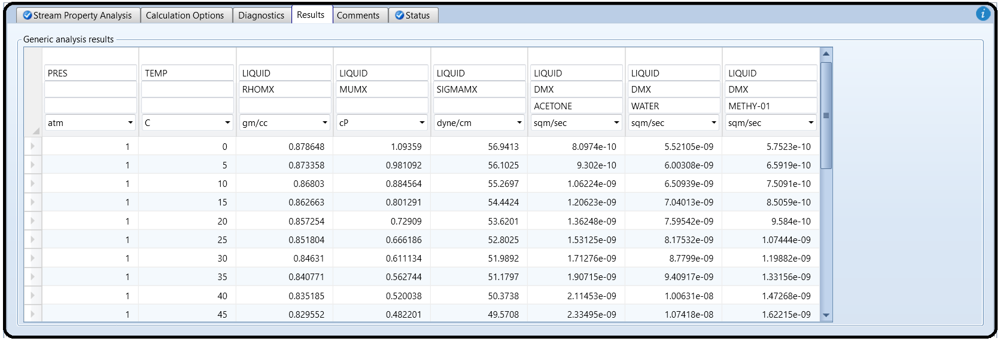 Stream Property Analysis Calculation Options Diagnostics Results Comments Status i
Generic analysis results
PRES TEMP LIQUID LIQUID LIQUID LIQUID LIQUID LIQUID
RHOMX MUMX SIGMAMX DMX DMX DMX
ACETONE WATER METHY-01
atm C gm/cc cP dyne/cm sqm/sec sqm/sec sqm/sec
1 0 0.878648 1.09359 56.9413 8.0974e-10 5.52105e-09 5.7523e-10
1 5 0.873358 0.981092 56.1025 9.302e-10 6.00308e-09 6.5919e-10
1 10 0.86803 0.884564 55.2697 1.06224e-09 6.50939e-09 7.5091e-10
1 15 0.862663 0.801291 54.4424 1.20623e-09 7.04013e-09 8.5059e-10
1 20 0.857254 0.72909 53.6201 1.36248e-09 7.59542e-09 9.584e-10
1 25 0.851804 0.666186 52.8025 1.53125e-09 8.17532e-09 1.07444e-09
1 30 0.84631 0.611134 51.9892 1.71276e-09 8.7799e-09 1.19882e-09
1 35 0.840771 0.562744 51.1797 1.90715e-09 9.40917e-09 1.33156e-09
1 40 0.835185 0.520038 50.3738 2.11453e-09 1.00631e-08 1.47268e-09
1 45 0.829552 0.482201 49.5708 2.33495e-09 1.07418e-08 1.62215e-09